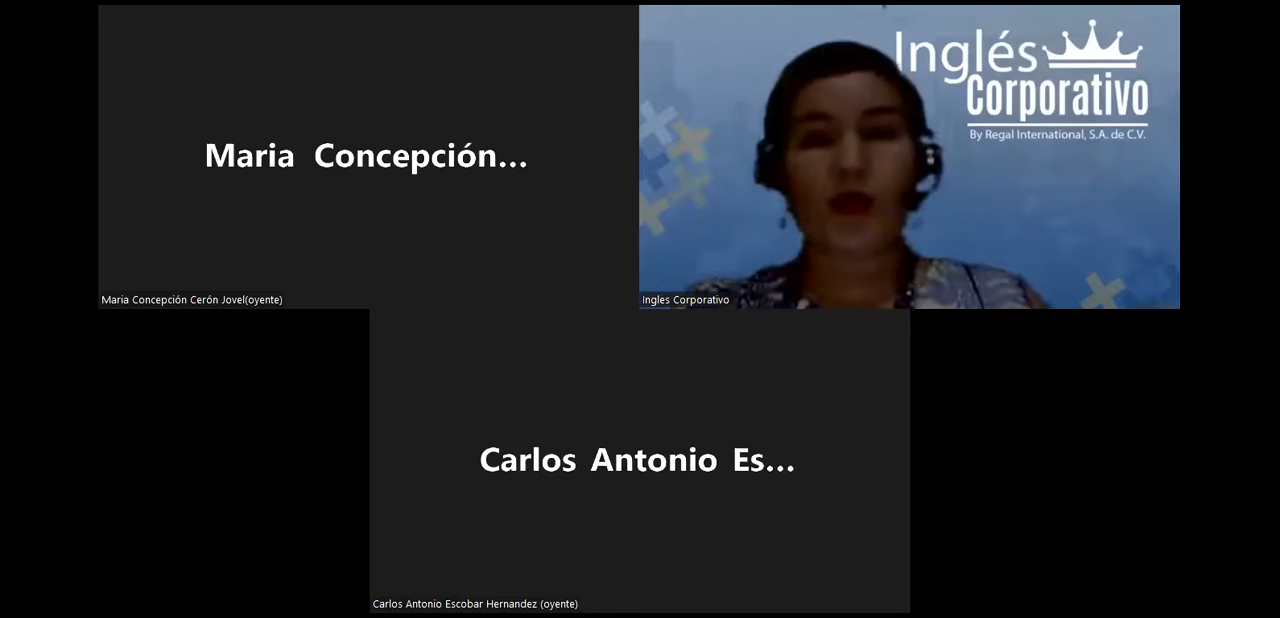 Maria Concepción...
Maria Concepción Cerón Jovel(oyente)
Inglés
Corporativo
By Regal International, S.A. de C.V.
Ingles Corporativo
Carlos Antonio Es...
Carlos Antonio Escobar Hernandez (oyente)